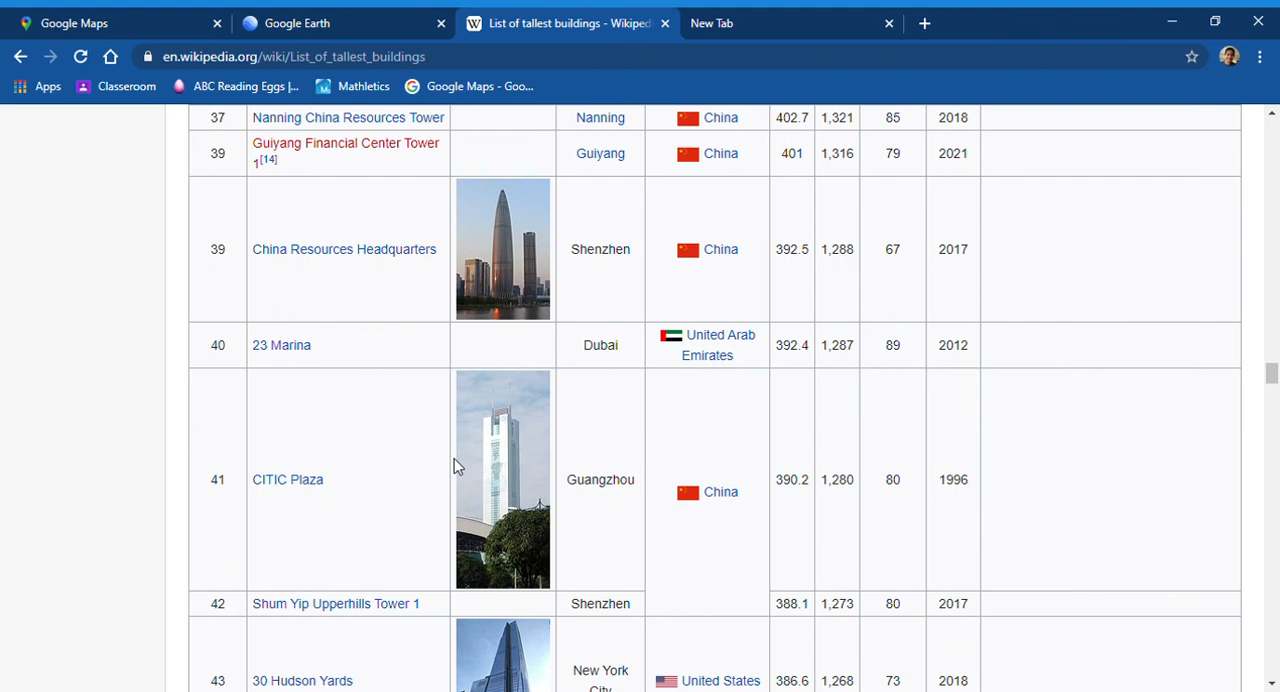 Google Maps Google Earth List of tallest buildings - Wikiped New Tab
en.wikipedia.org/wiki/List_of_tallest_buildings
Apps Classroom ABC Reading Eggs |... Mathletics Google Maps - Goo...
37 Nanning China Resources Tower Nanning China 402.7 1,321 85 2018
39 Guiyang Financial Center Tower 1[14] Guiyang China 401 1,316 79 2021
39 China Resources Headquarters Shenzhen China 392.5 1,288 67 2017
40 23 Marina Dubai United Arab Emirates 392.4 1,287 89 2012
41 CITIC Plaza Guangzhou China 390.2 1,280 80 1996
42 Shum Yip Upperhills Tower 1 Shenzhen 388.1 1,273 80 2017
43 30 Hudson Yards New York City United States 386.6 1,268 73 2018